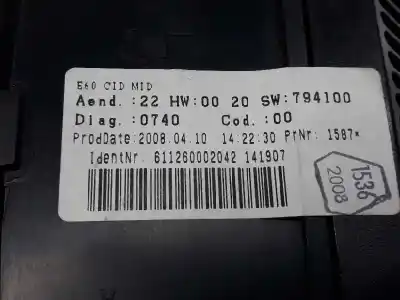 E60 CID MID
Aend.:22 HW:00 20 SW:794100
Diag.:0740 Cod.:00
ProdDate:2008.04.10 14:22:30 PrNr: 1587*
IdentNr. 611260002042 141907
1536
2008